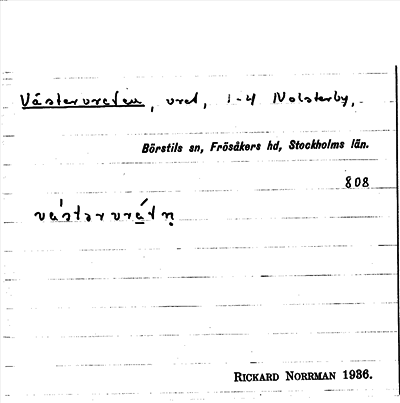 Västervreten, vret, 1-4 Nolsterby,
Börstils sn, Frösåkers hd, Stockholms län.
808
RICKARD NORRMAN 1936.